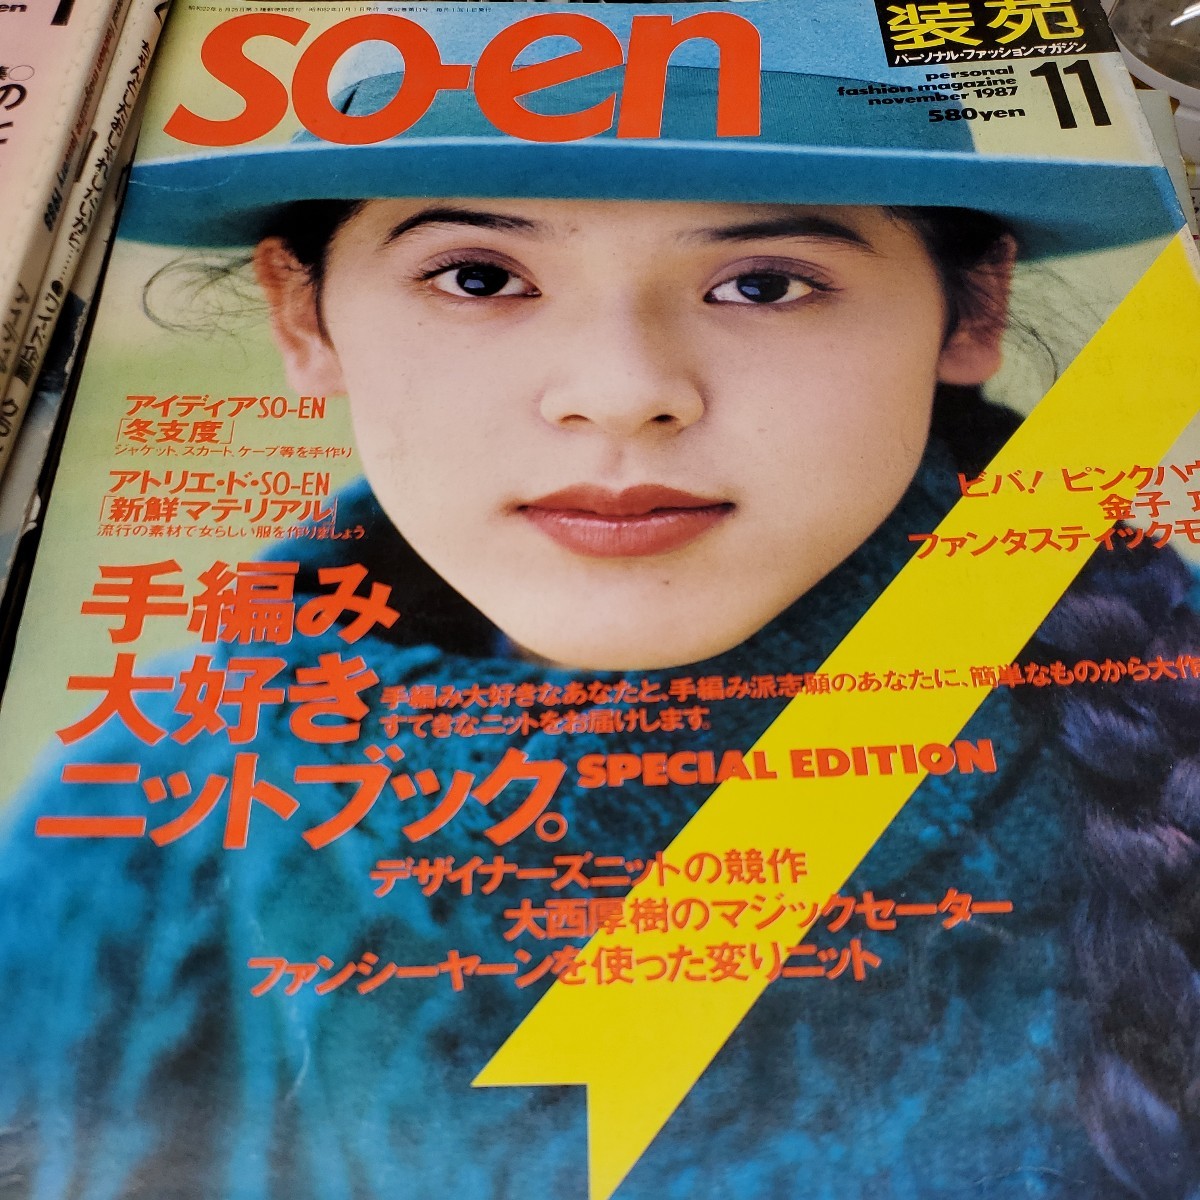 so-en
装苑
パーソナル・ファッションマガジン
personal
fashion magazine
november 1987
580yen
11
アイディアSO-EN
「冬支度」
ジャケット、スカート、ケープ等を手作り
アトリエ・ド・SO-EN
「新鮮マテリアル」
流行の素材で女らしい服を作りましょう
ビバ!ピンクハウ
金子
ファンタスティックモ
手編み
大好き
ニットブック。
手編み大好きなあなたと、手編み派志願のあなたに、簡単なものから大作
すてきなニットをお届けします。
SPECIAL EDITION
デザイナーズニットの競作
大西厚樹のマジックセーター
ファンシーヤーンを使った変りニット